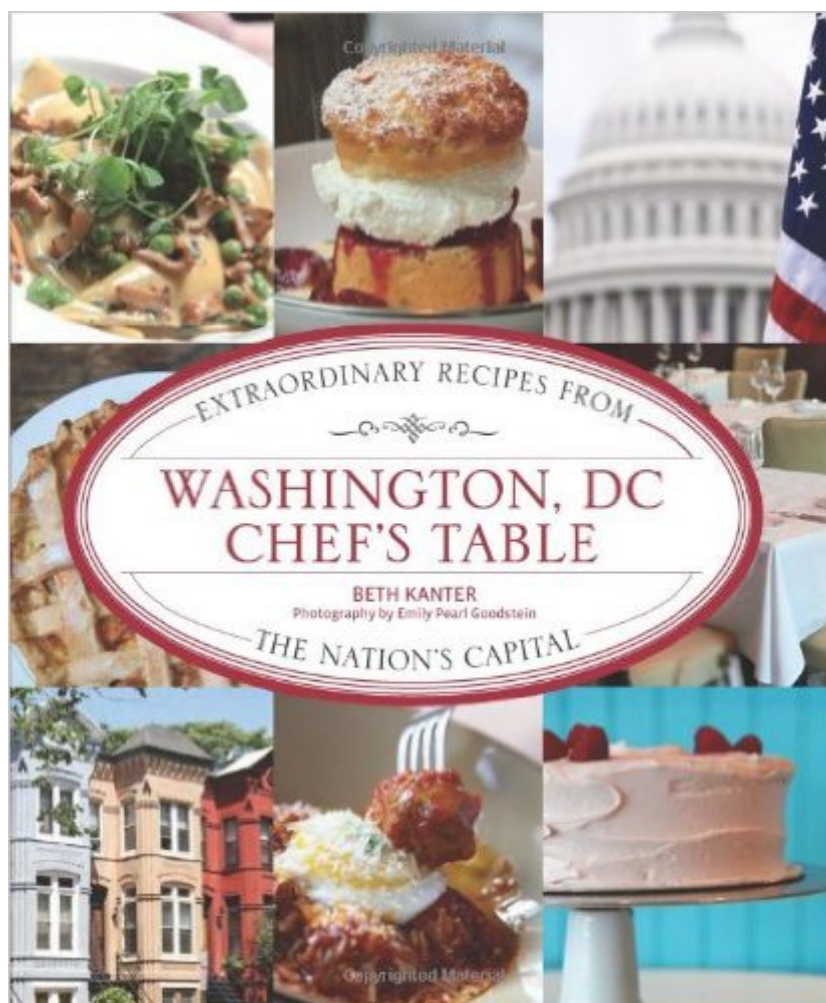 Copyrighted Material
EXTRAORDINARY RECIPES FROM
WASHINGTON, DC
CHEF'S TABLE
BETH KANTER
Photography by Emily Pearl Goodstein
THE NATION'S CAPITAL
Copyrighted Material